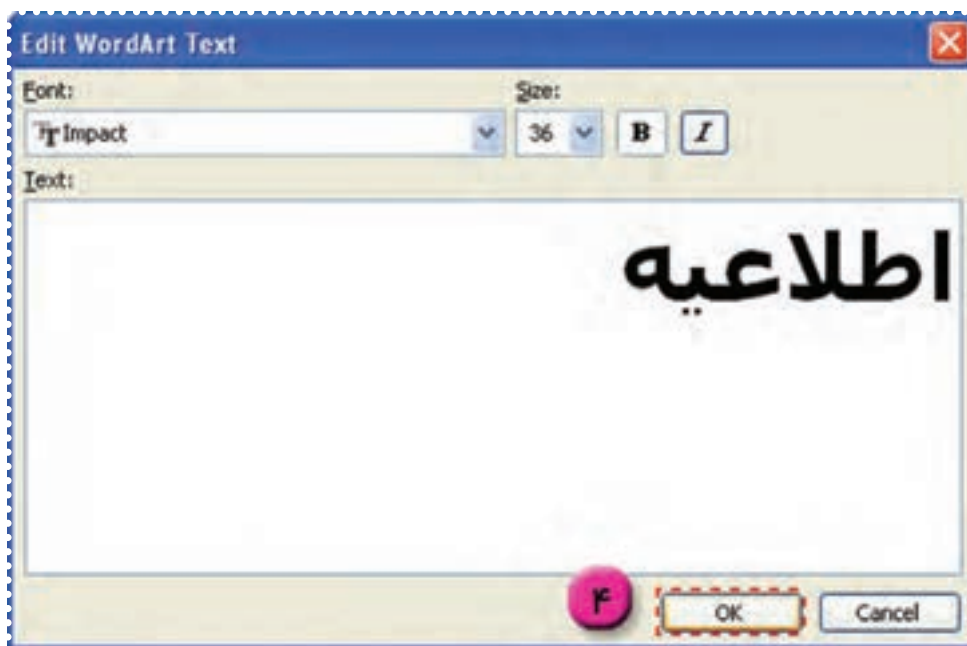 Edit WordArt Text
Font:
Size:
Impact
36
B
I
Text:
اطلاعیه
۴
OK
Cancel